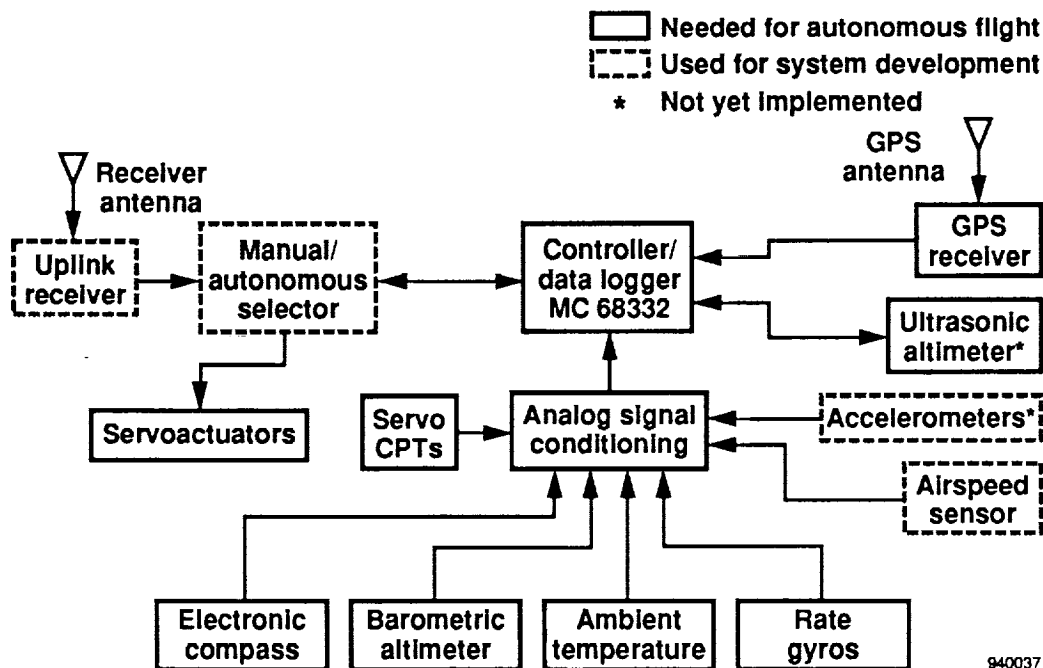 Needed for autonomous flight
Used for system development
* Not yet implemented
Receiver
antenna
GPS
antenna
Uplink
receiver
Manual/
autonomous
selector
Controller/
data logger
MC 68332
GPS
receiver
Ultrasonic
altimeter*
Servoactuators
Servo
CPTs
Analog signal
conditioning
Accelerometers*
Airspeed
sensor
Electronic
compass
Barometric
altimeter
Ambient
temperature
Rate
gyros
940037